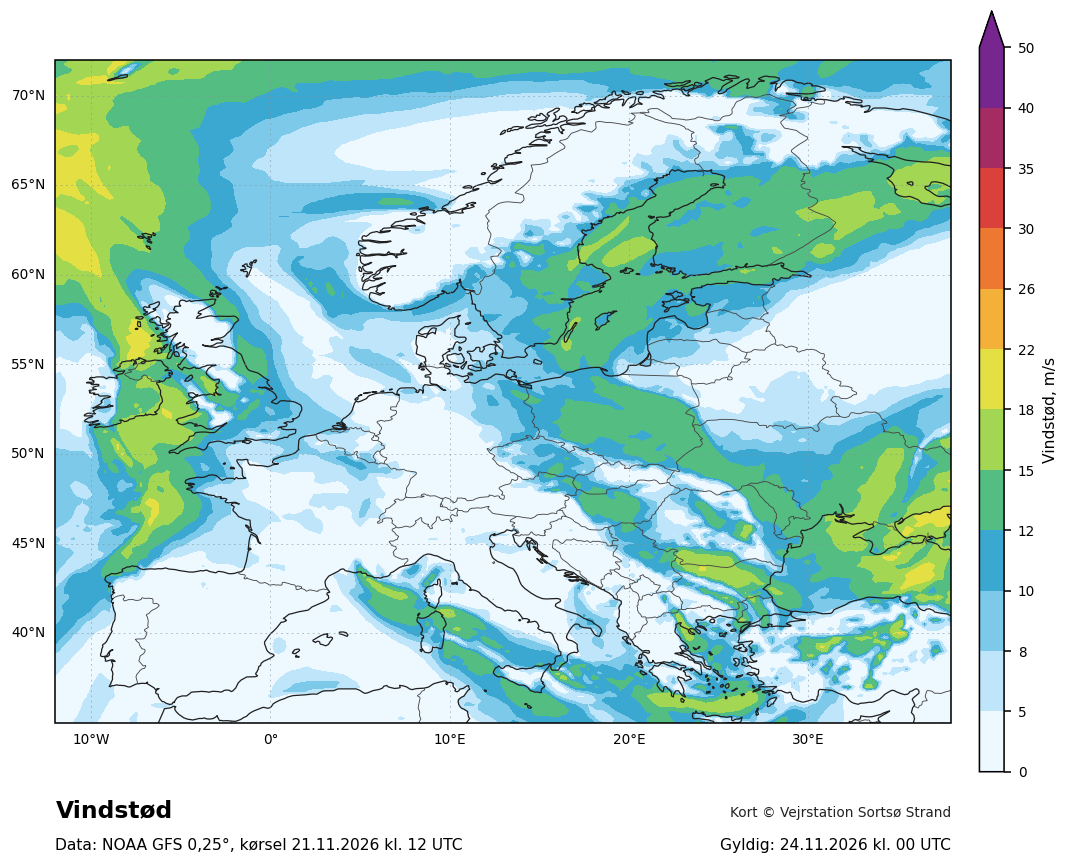 70°N
65°N
60°N
55°N
50°N
45°N
40°N
10°W
0°
10°E
20°E
30°E
50
40
35
30
26
22
18
15
12
10
8
5
0
Vindstød, m/s
Vindstød
Kort © Vejrstation Sortsø Strand
Data: NOAA GFS 0,25°, kørsel 21.11.2026 kl. 12 UTC
Gyldig: 24.11.2026 kl. 00 UTC